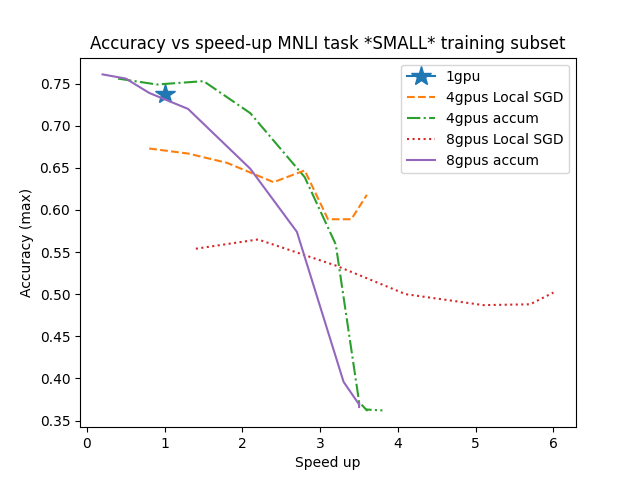 Accuracy vs speed-up MNLI task *SMALL* training subset
Accuracy (max)
0.75
0.70
0.65
0.60
0.55
0.50
0.45
0.40
0.35
1gpu
4gpus Local SGD
4gpus accum
8gpus Local SGD
8gpus accum
0 1 2 3 4 5 6
Speed up